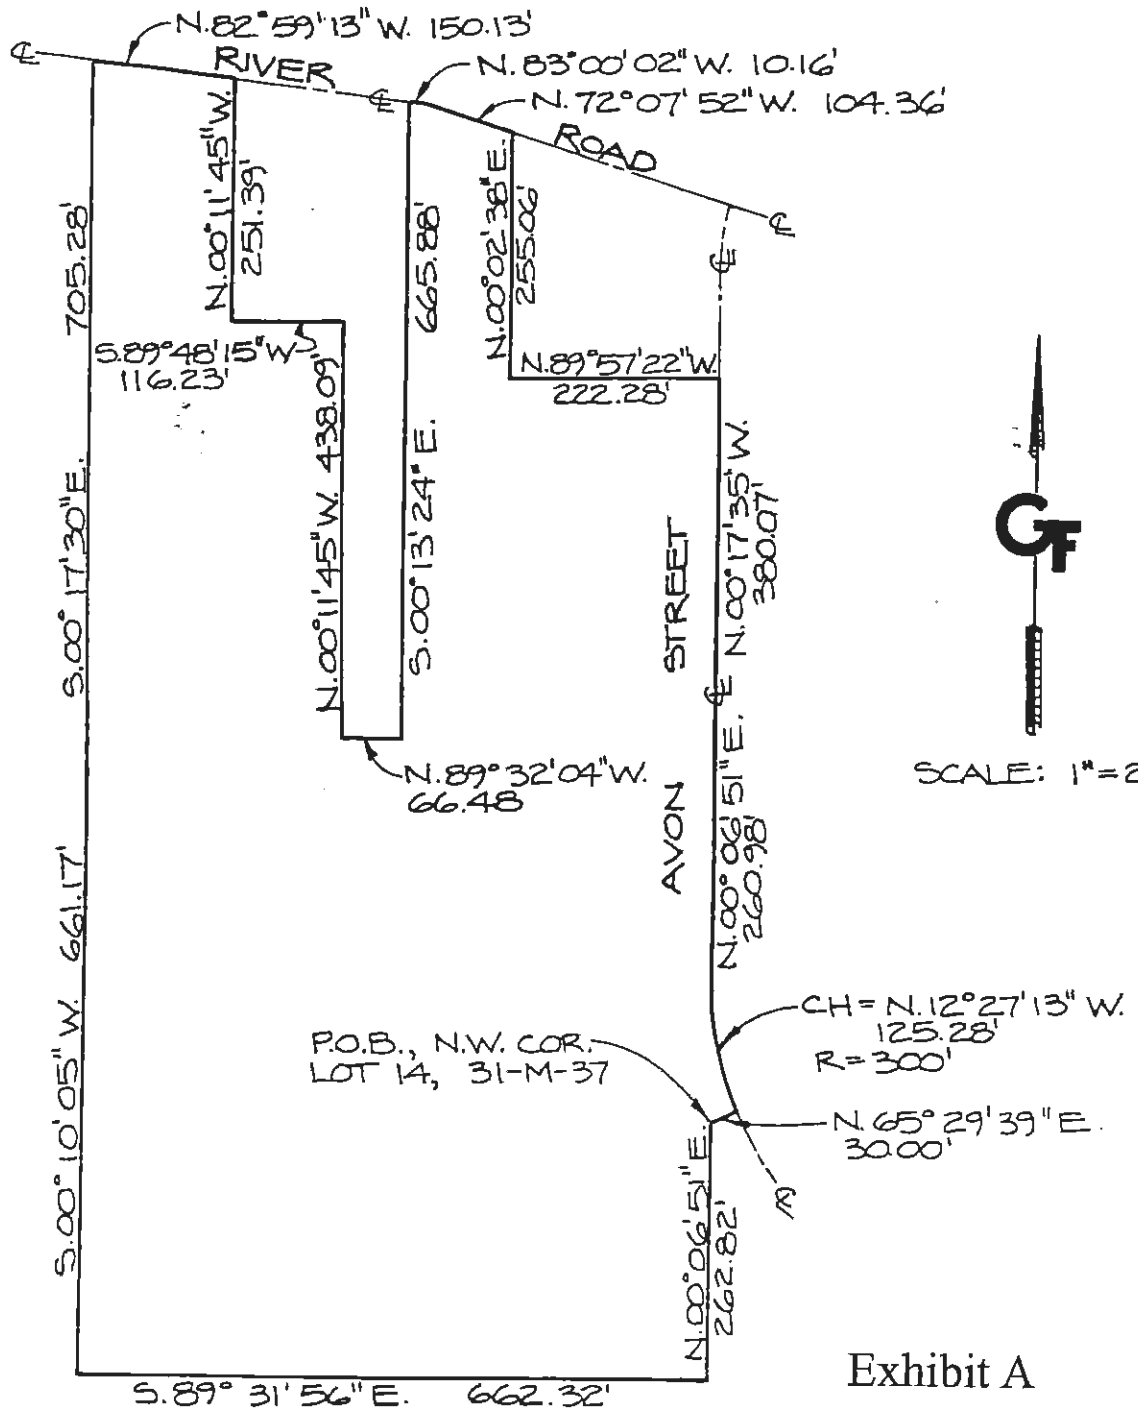 N.82°59'13"W. 150.13'
℄
RIVER
℄
N.83°00'02"W. 10.16'
N.72°07'52"W. 104.36'
ROAD
℄
℄
705.28'
S.00°17'30"E.
N.00°11'45"W.
251.39'
S.89°48'15"W
116.23'
N.00°11'45"W. 438.09"
665.88'
S.00°13'24"E.
N.00°02'38"E.
255.06'
N.89°57'22"W.
222.28'
N.00°17'35"W.
380.07'
STREET
℄
GF
SCALE: 1"=2
N.89°32'04"W.
66.48
AVON
N.00°06'51"E.
260.98'
661.17'
S.00°10'05"W.
CH = N.12°27'13"W.
125.28'
R=300'
P.O.B., N.W. COR.
LOT 14, 31-M-37
N.65°29'39"E.
30.00'
N.00°06'51"E.
262.82'
S.89°31'56"E. 662.32'
Exhibit A